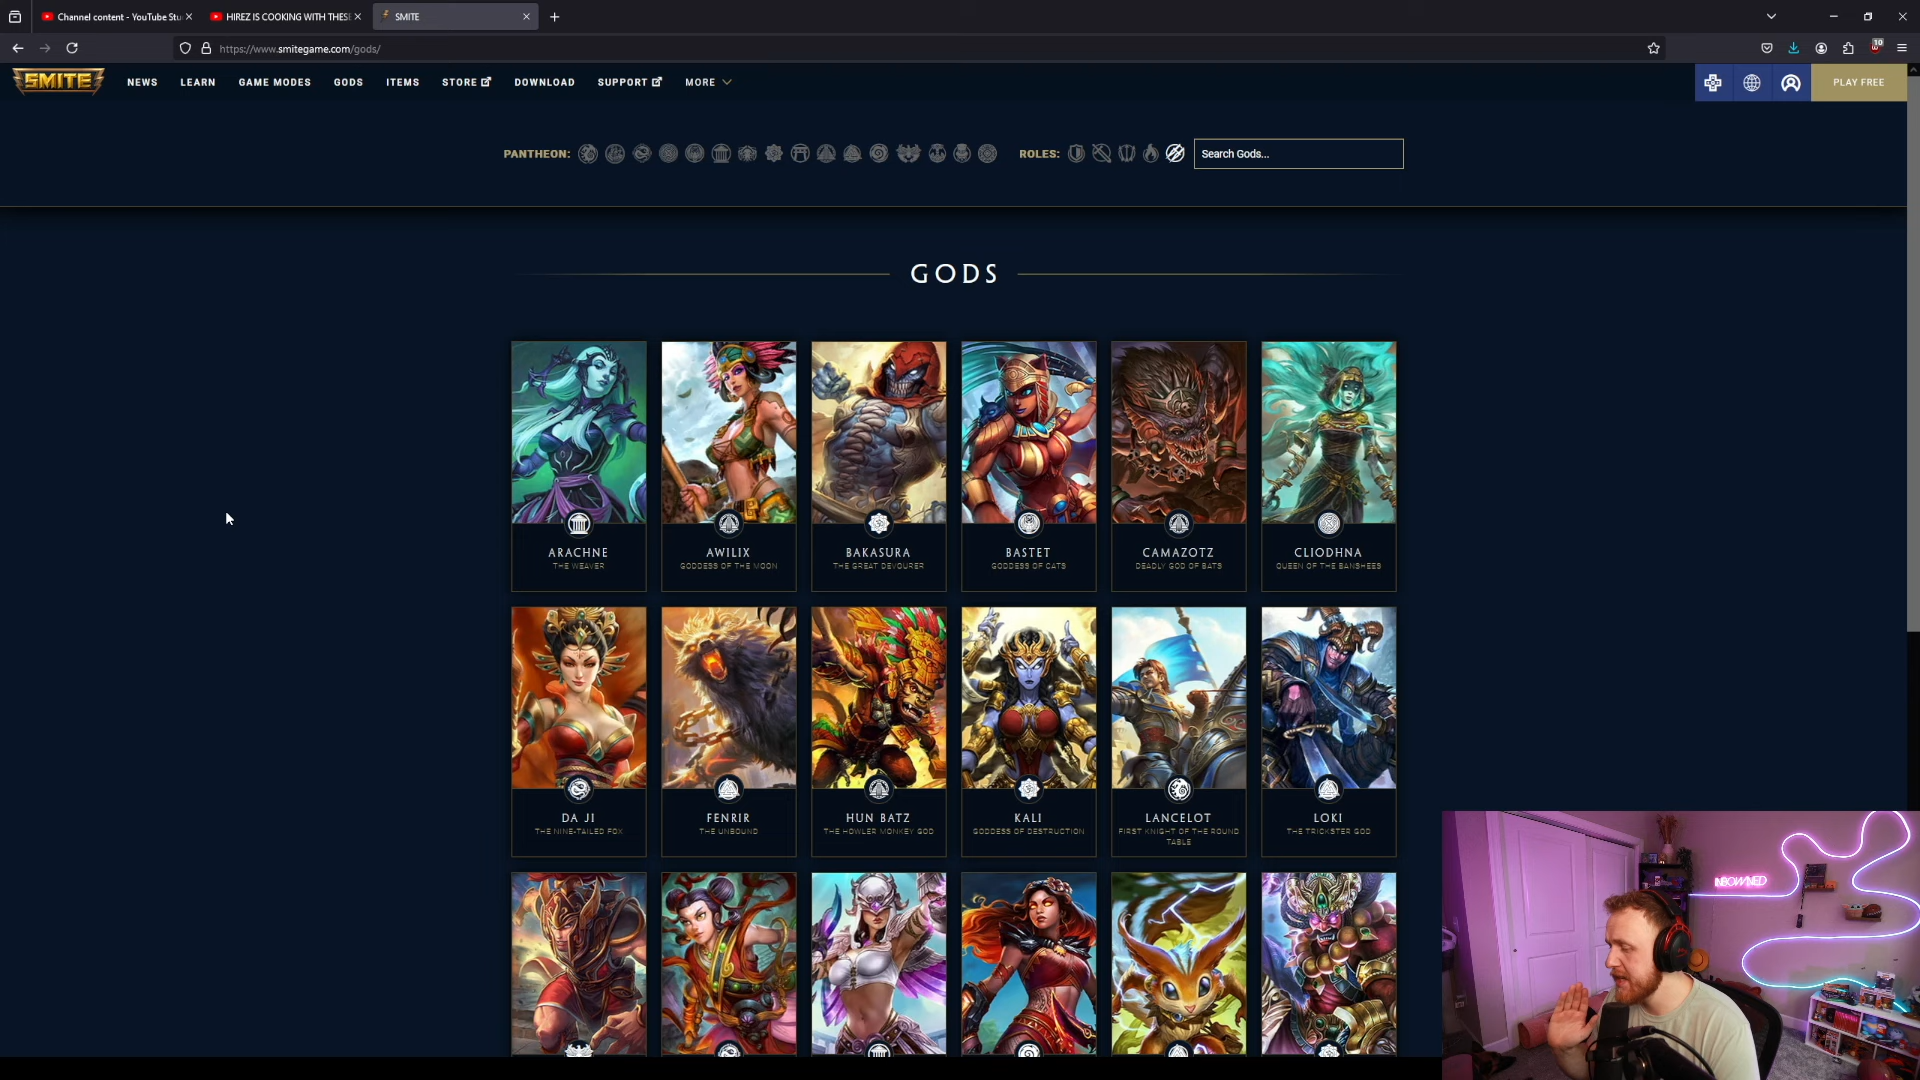 Channel content - YouTube Stu
HIREZ IS COOKING WITH THESE
SMITE
https://www.smitegame.com/gods/
10
SMITE
NEWS
LEARN
GAME MODES
GODS
ITEMS
STORE
DOWNLOAD
SUPPORT
MORE
PLAY FREE
PANTHEON:
ROLES:
Search Gods...
GODS
ARACHNE
THE WEAVER
AWILIX
GODDESS OF THE MOON
BAKASURA
THE GREAT DEVOURER
BASTET
GODDESS OF CATS
CAMAZOTZ
DEADLY GOD OF BATS
CLIODHNA
QUEEN OF THE BANSHEES
DA JI
THE NINE-TAILED FOX
FENRIR
THE UNBOUND
HUN BATZ
THE HOWLER MONKEY GOD
KALI
GODDESS OF DESTRUCTION
LANCELOT
FIRST KNIGHT OF THE ROUND
TABLE
LOKI
THE TRICKSTER GOD
INEOWNED